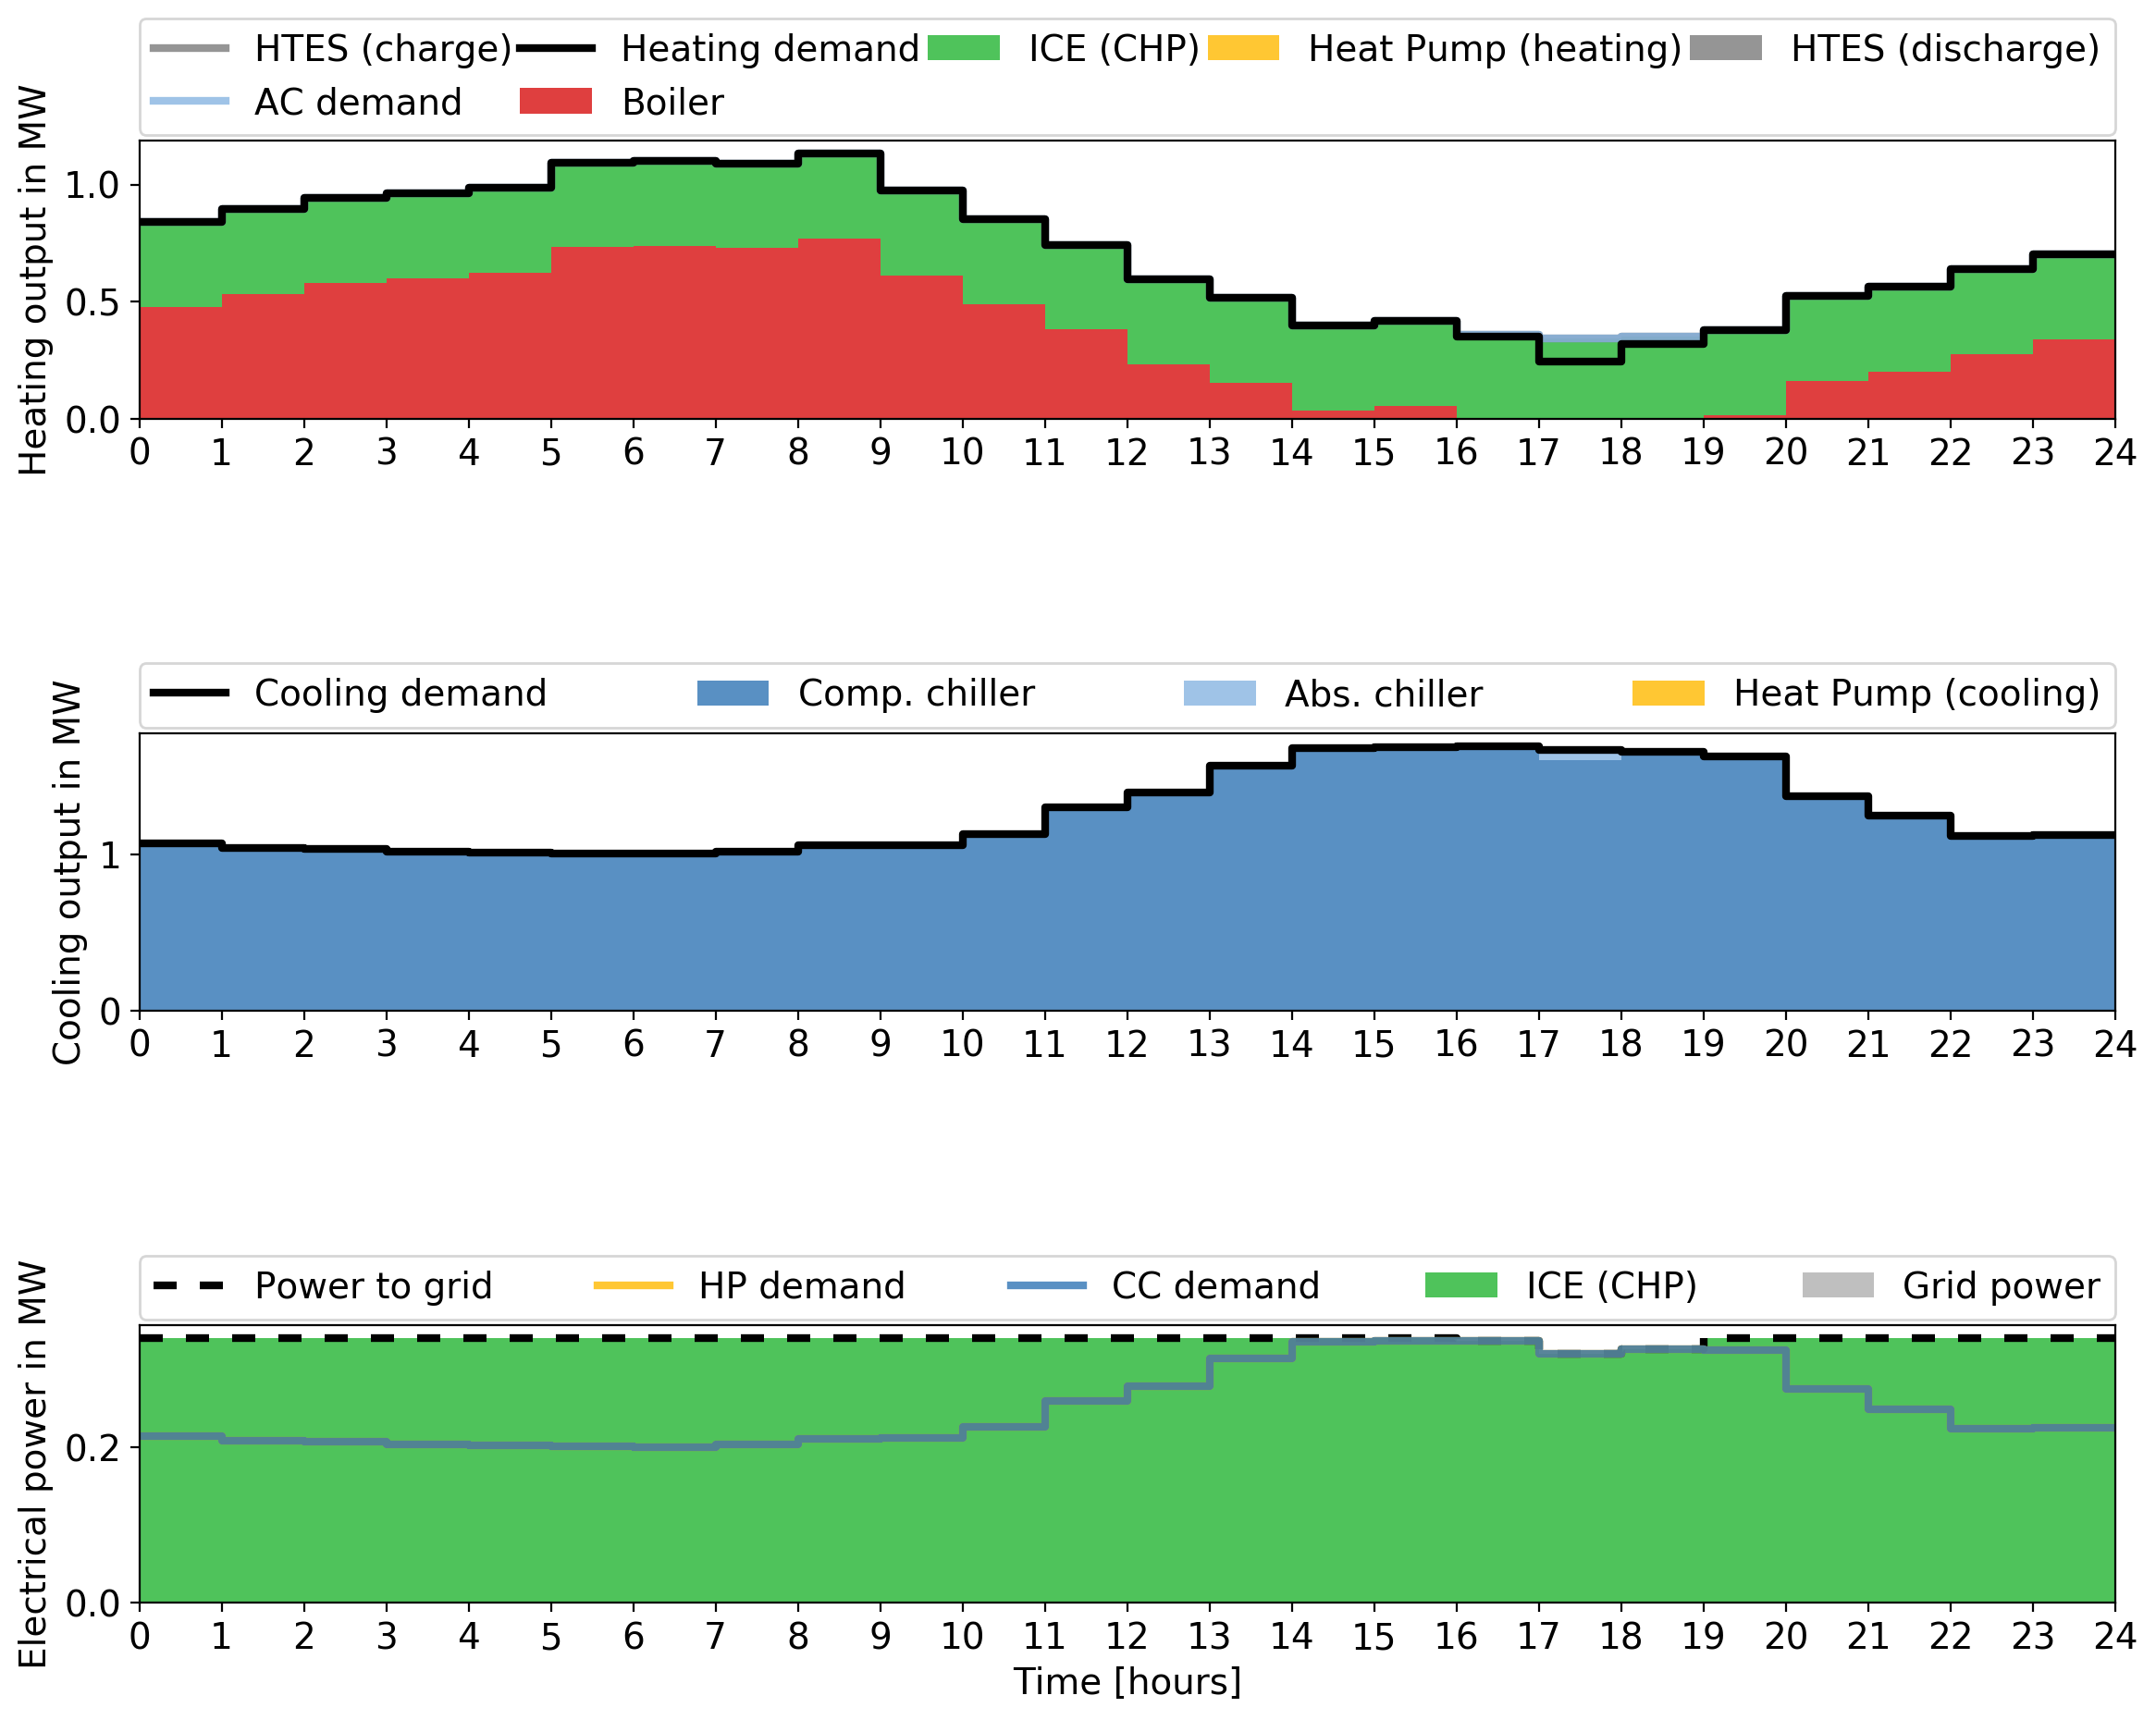 HTES (charge) Heating demand ICE (CHP) Heat Pump (heating) HTES (discharge)
AC demand Boiler
Heating output in MW
1.0
0.5
0.0
0 1 2 3 4 5 6 7 8 9 10 11 12 13 14 15 16 17 18 19 20 21 22 23 24
Cooling demand Comp. chiller Abs. chiller Heat Pump (cooling)
Cooling output in MW
1
0
0 1 2 3 4 5 6 7 8 9 10 11 12 13 14 15 16 17 18 19 20 21 22 23 24
Power to grid HP demand CC demand ICE (CHP) Grid power
Electrical power in MW
0.2
0.0
0 1 2 3 4 5 6 7 8 9 10 11 12 13 14 15 16 17 18 19 20 21 22 23 24
Time [hours]